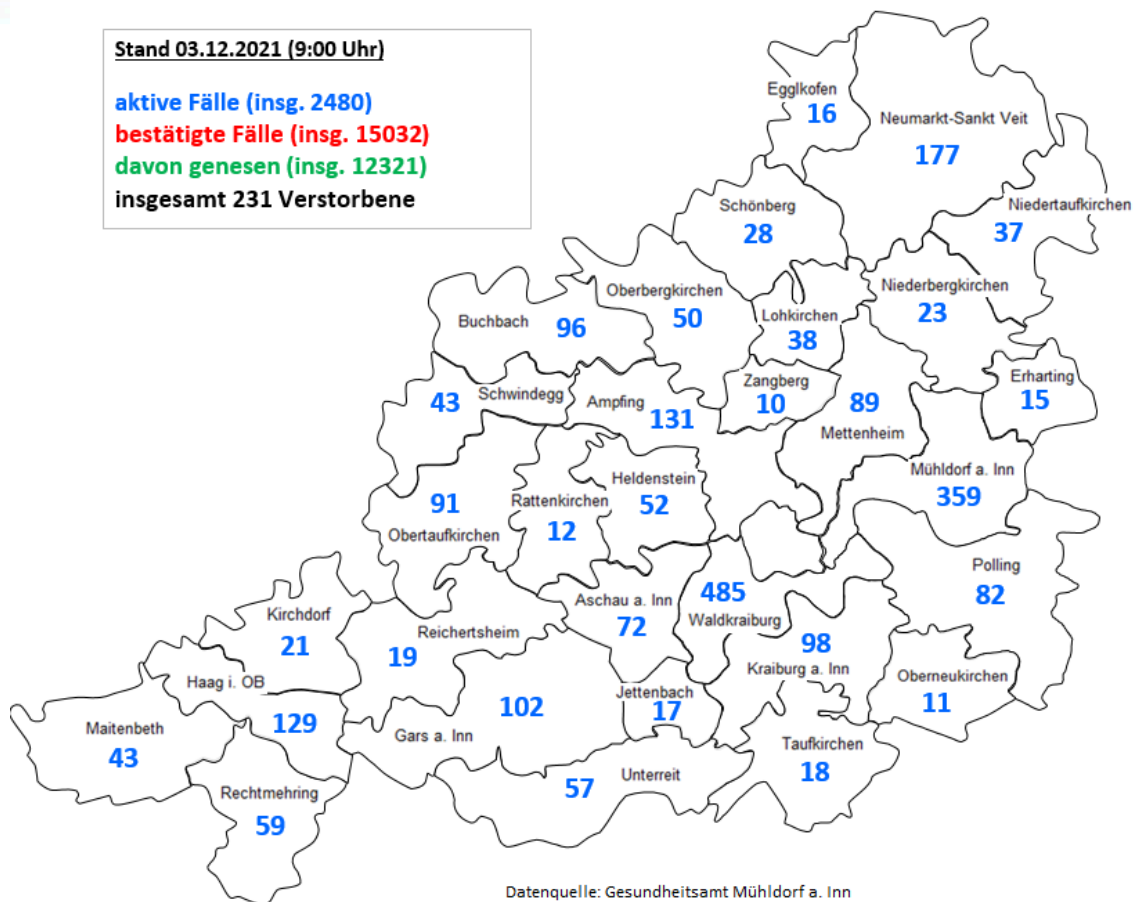 Stand 03.12.2021 (9:00 Uhr)
aktive Fälle (insg. 2480)
bestätigte Fälle (insg. 15032)
davon genesen (insg. 12321)
insgesamt 231 Verstorbene
Egglkofen
16
Neumarkt-Sankt Veit
177
Niedertaufkirchen
37
Schönberg
28
Niederbergkirchen
23
Oberbergkirchen
50
Lohkirchen
38
Buchbach
96
Schwindegg
43
Ampfing
131
Zangberg
10
89
Mettenheim
Erharting
15
Mühldorf a. Inn
359
Heldenstein
52
Rattenkirchen
12
91
Obertaufkirchen
Polling
82
485
Waldkraiburg
Aschau a. Inn
72
98
Kraiburg a. Inn
Kirchdorf
21
Reichertsheim
19
Oberneukirchen
11
Haag i. OB
129
Jettenbach
17
102
Gars a. Inn
Maitenbeth
43
Taufkirchen
18
57
Unterreit
Rechtmehring
59
Datenquelle: Gesundheitsamt Mühldorf a. Inn